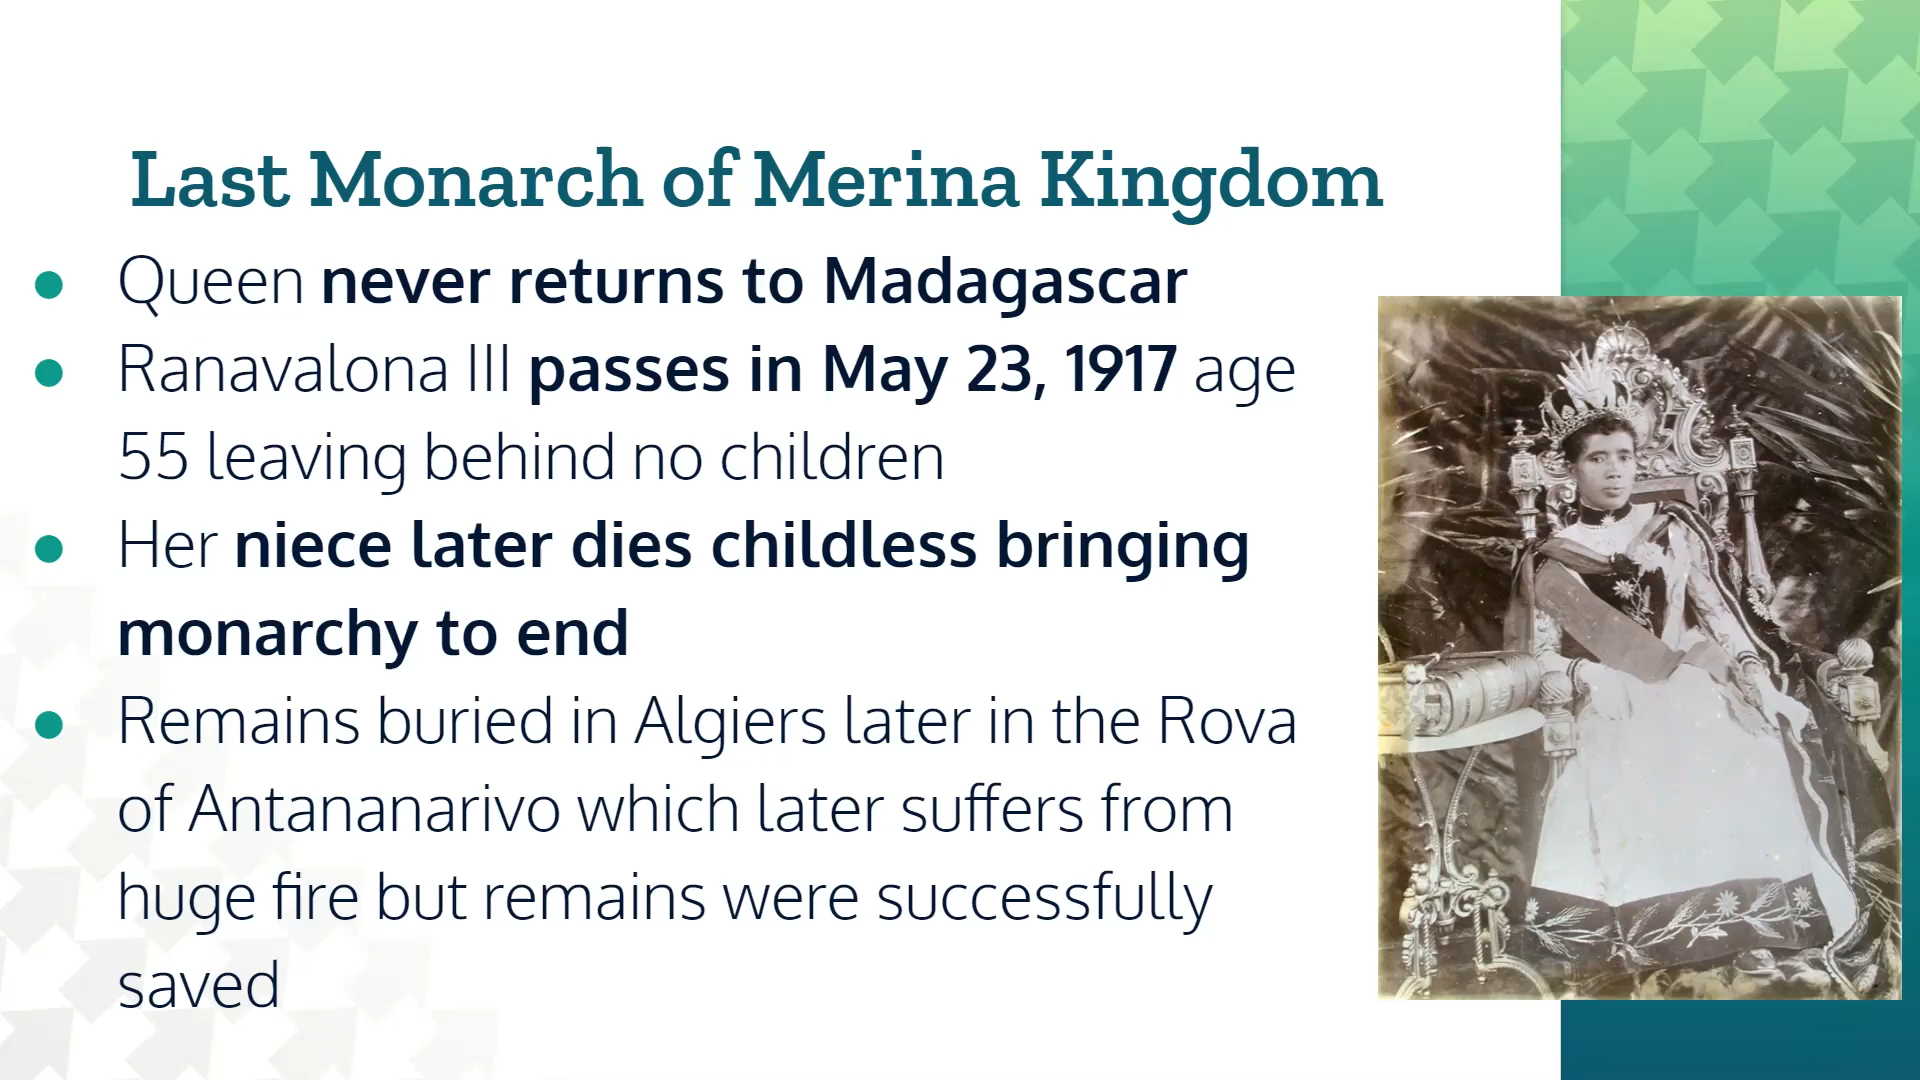 Last Monarch of Merina Kingdom
● Queen never returns to Madagascar
● Ranavalona III passes in May 23, 1917 age
55 leaving behind no children
● Her niece later dies childless bringing
monarchy to end
● Remains buried in Algiers later in the Rova
of Antananarivo which later suffers from
huge fire but remains were successfully
saved